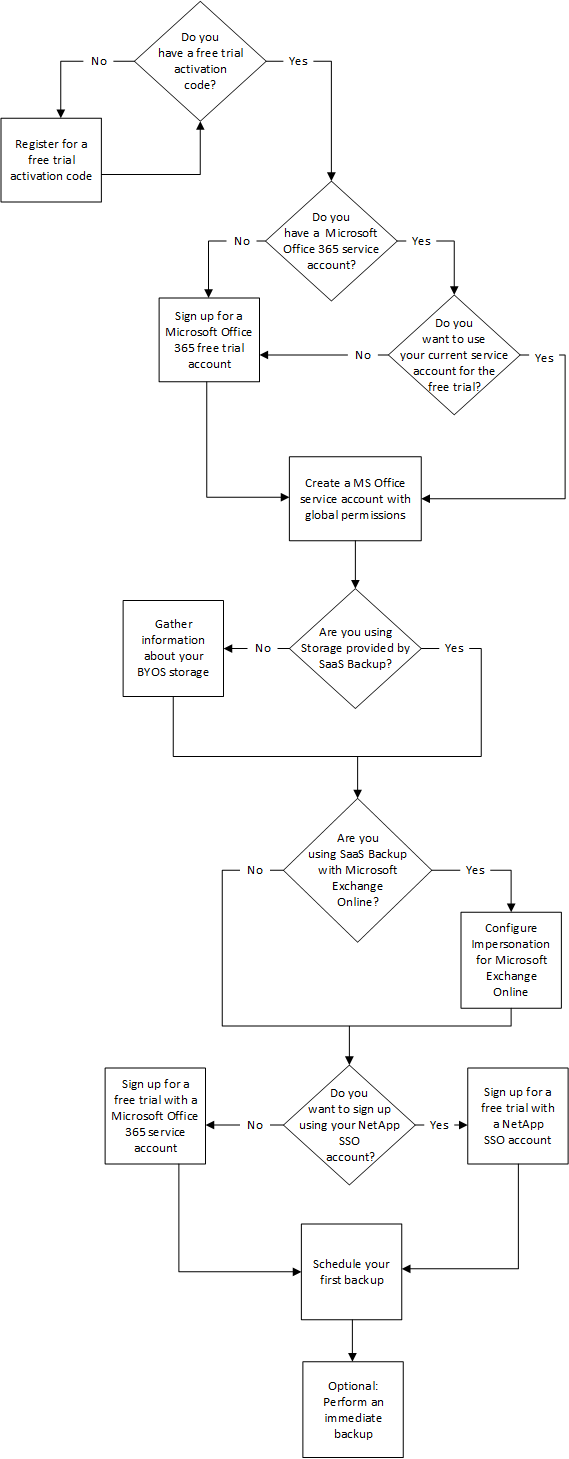 Do you
have a free trial
activation
code?
No
Yes
Register for a
free trial
activation code
Do you
have a Microsoft
Office 365 service
account?
No
Yes
Sign up for a
Microsoft Office
365 free trial
account
Do you
want to use
your current service
account for the
free trial?
No
Yes
Create a MS Office
service account with
global permissions
Are you using
Storage provided by
SaaS Backup?
No
Yes
Gather
information
about your
BYOS storage
Are you
using SaaS Backup
with Microsoft
Exchange
Online?
No
Yes
Configure
Impersonation
for Microsoft
Exchange
Online
Do you
want to sign up
using your NetApp
SSO
account?
No
Yes
Sign up for a
free trial with a
Microsoft Office
365 service
account
Sign up for a
free trial with
a NetApp
SSO account
Schedule your
first backup
Optional:
Perform an
immediate
backup